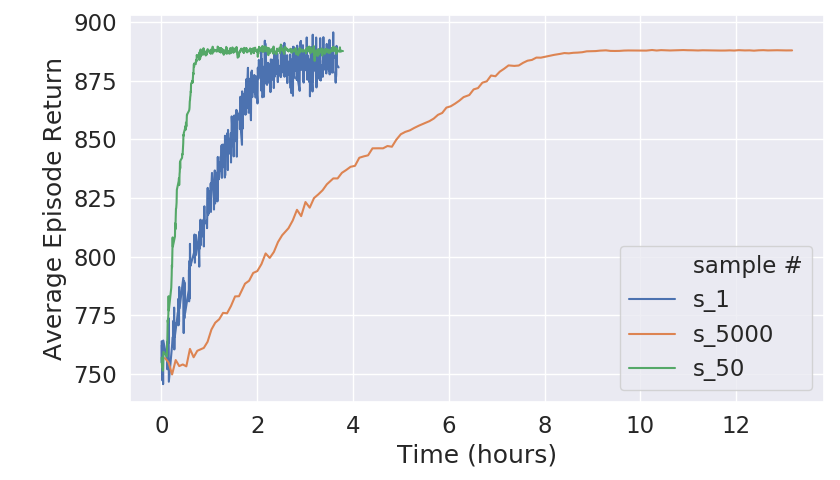 900
875
850
825
800
775
750
Average Episode Return
0 2 4 6 8 10 12
Time (hours)
sample #
s_1
s_5000
s_50